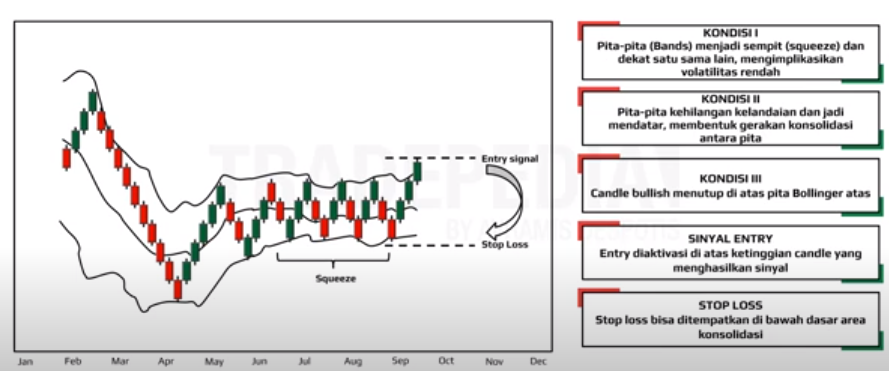 KONDISI I
Pita-pita (Bands) menjadi sempit (squeeze) dan
dekat satu sama lain, mengimplikasikan
volatilitas rendah
KONDISI II
Pita-pita kehilangan kelandaian dan jadi
mendatar, membentuk gerakan konsolidasi
antara pita
KONDISI III
Candle bullish menutup di atas pita Bollinger atas
SINYAL ENTRY
Entry diaktivasi di atas ketinggian candle yang
menghasilkan sinyal
STOP LOSS
Stop loss bisa ditempatkan di bawah dasar area
konsolidasi
Entry signal
Stop Loss
Squeeze
Jan Feb Mar Apr May Jun Jul Aug Sep Oct Nov Dec